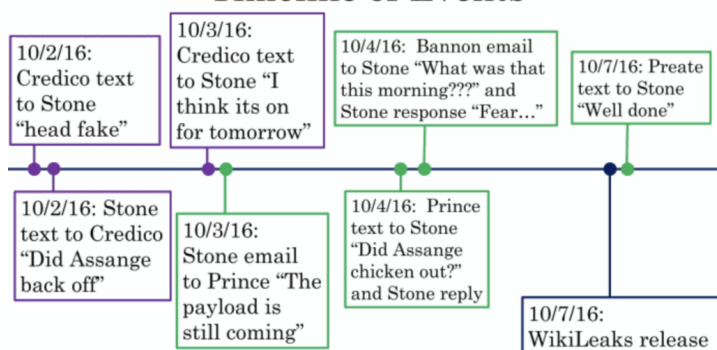 Timeline of Events
10/2/16:
Credico text
to Stone
“head fake”
10/2/16: Stone
text to Credico
“Did Assange
back off”
10/3/16:
Credico text
to Stone “I
think its on
for tomorrow”
10/3/16:
Stone email
to Prince “The
payload is
still coming”
10/4/16:  Bannon email
to Stone “What was that
this morning???” and
Stone response “Fear…”
10/4/16:  Prince
text to Stone
“Did Assange
chicken out?”
and Stone reply
10/7/16:
WikiLeaks release
10/7/16: Preate
text to Stone
“Well done”